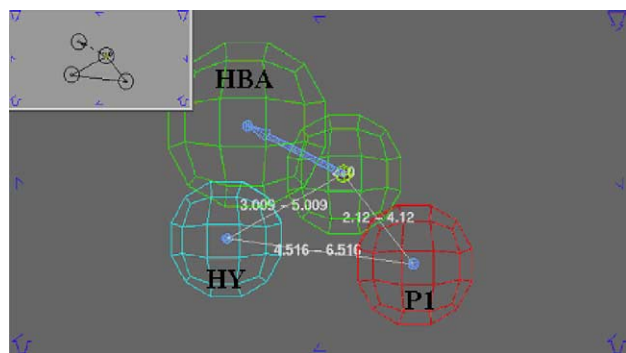 HBA
3.009 – 5.009
2.12 – 4.12
4.516 – 6.516
HY
P1